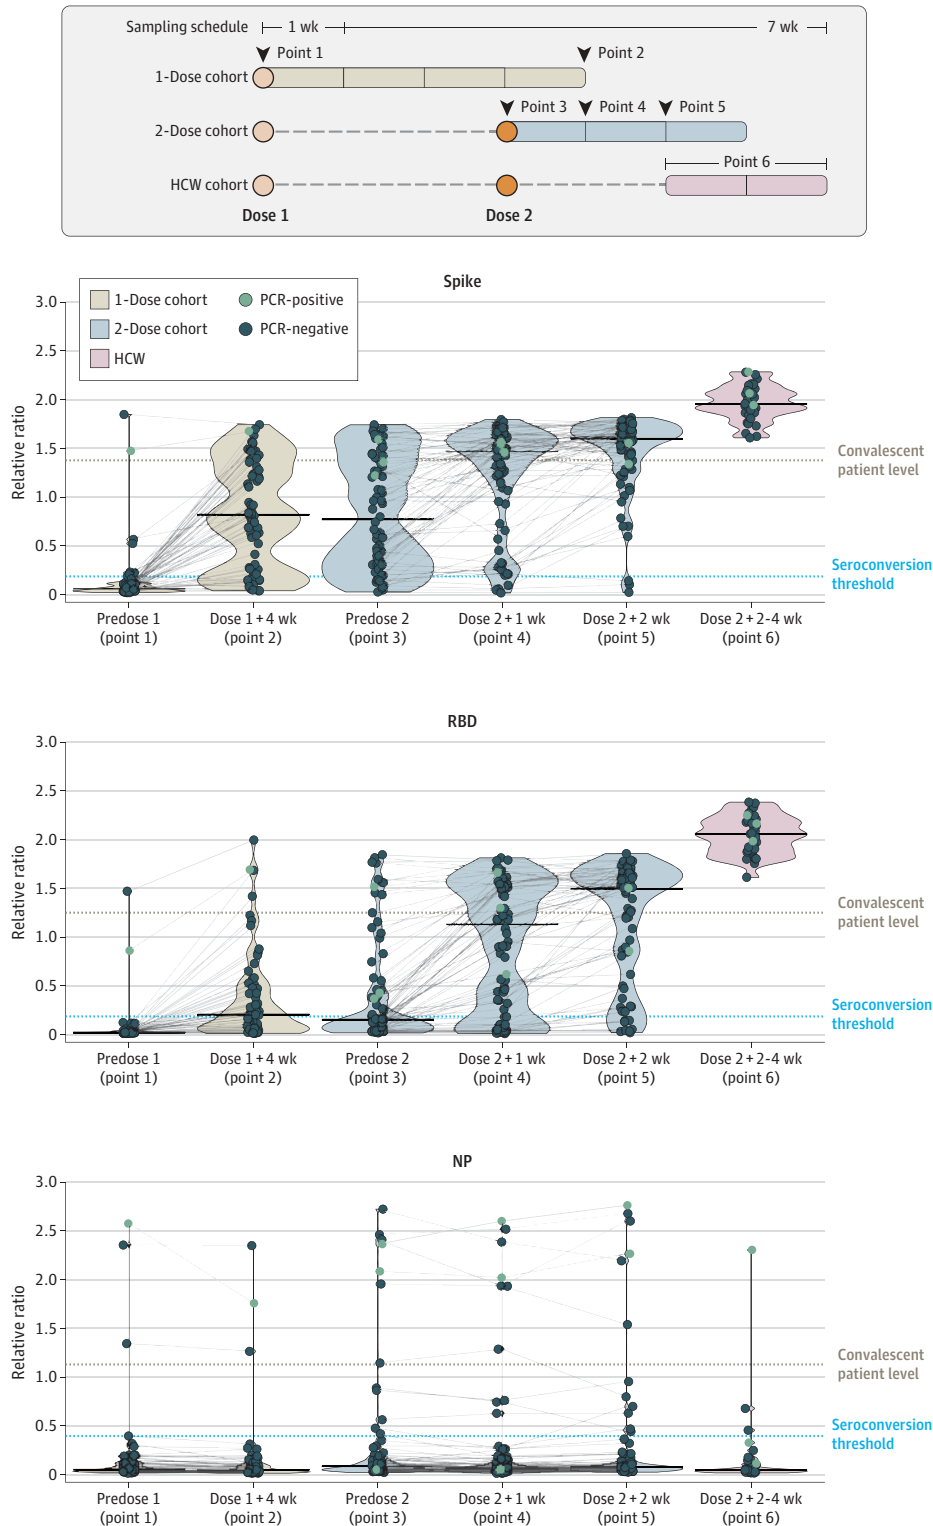 Sampling schedule
1 wk
7 wk
Point 1
Point 2
1-Dose cohort
Point 3
Point 4
Point 5
2-Dose cohort
Point 6
HCW cohort
Dose 1
Dose 2
Spike
1-Dose cohort
PCR-positive
2-Dose cohort
PCR-negative
HCW
Relative ratio
3.0
2.5
2.0
1.5
1.0
0.5
0
Convalescent
patient level
Seroconversion
threshold
Predose 1
(point 1)
Dose 1 + 4 wk
(point 2)
Predose 2
(point 3)
Dose 2 + 1 wk
(point 4)
Dose 2 + 2 wk
(point 5)
Dose 2 + 2-4 wk
(point 6)
RBD
Relative ratio
3.0
2.5
2.0
1.5
1.0
0.5
0
Convalescent
patient level
Seroconversion
threshold
Predose 1
(point 1)
Dose 1 + 4 wk
(point 2)
Predose 2
(point 3)
Dose 2 + 1 wk
(point 4)
Dose 2 + 2 wk
(point 5)
Dose 2 + 2-4 wk
(point 6)
NP
Relative ratio
3.0
2.5
2.0
1.5
1.0
0.5
0
Convalescent
patient level
Seroconversion
threshold
Predose 1
(point 1)
Dose 1 + 4 wk
(point 2)
Predose 2
(point 3)
Dose 2 + 1 wk
(point 4)
Dose 2 + 2 wk
(point 5)
Dose 2 + 2-4 wk
(point 6)